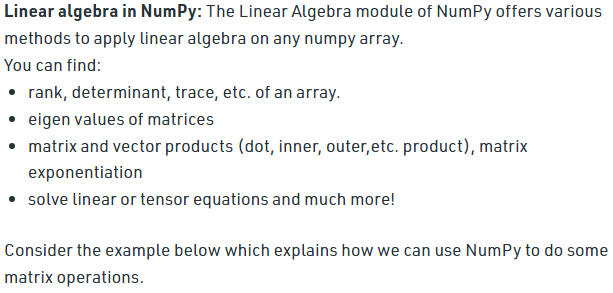 Linear algebra in NumPy: The Linear Algebra module of NumPy offers various
methods to apply linear algebra on any numpy array.
You can find:
• rank, determinant, trace, etc. of an array.
• eigen values of matrices
• matrix and vector products (dot, inner, outer,etc. product), matrix
exponentiation
• solve linear or tensor equations and much more!
Consider the example below which explains how we can use NumPy to do some
matrix operations.